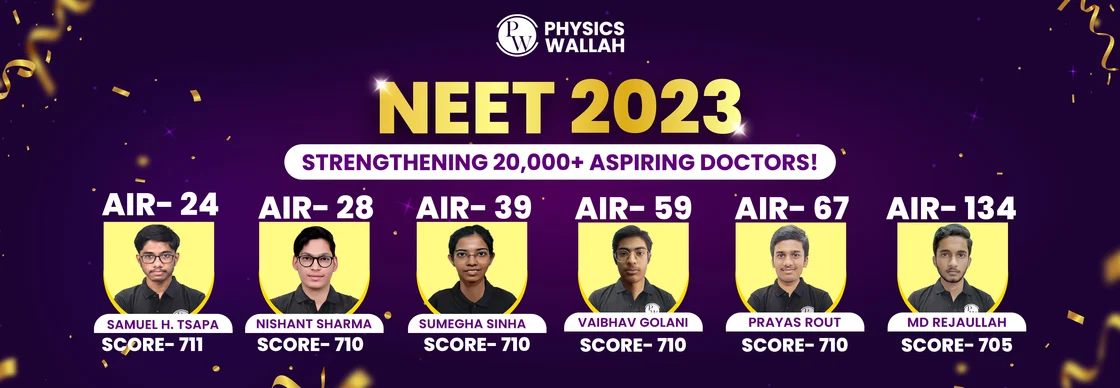 PW PHYSICS
WALLAH
NEET 2023
STRENGTHENING 20,000+ ASPIRING DOCTORS!
AIR- 24
SAMUEL H. TSAPA
SCORE- 711
AIR- 28
NISHANT SHARMA
SCORE- 710
AIR- 39
SUMEGHA SINHA
SCORE- 710
AIR- 59
VAIBHAV GOLANI
SCORE- 710
AIR- 67
PRAYAS ROUT
SCORE- 710
AIR- 134
MD REJAULLAH
SCORE- 705